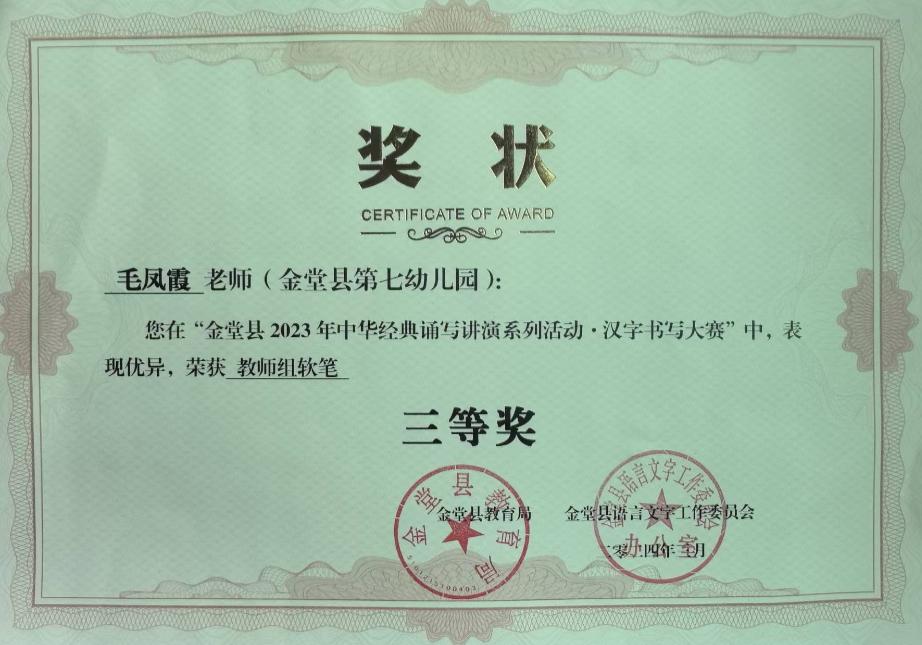 奖 状
CERTIFICATE OF AWARD
毛凤霞 老师（金堂县第七幼儿园）：
您在“金堂县2023年中华经典诵写讲演系列活动·汉字书写大赛”中，表
现优异，荣获 教师组软笔
三等奖
金堂县教育局 金堂县语言文字工作委员会
二零二四年三月
金堂县教育局
金堂县语言文字工作委员会
办公室